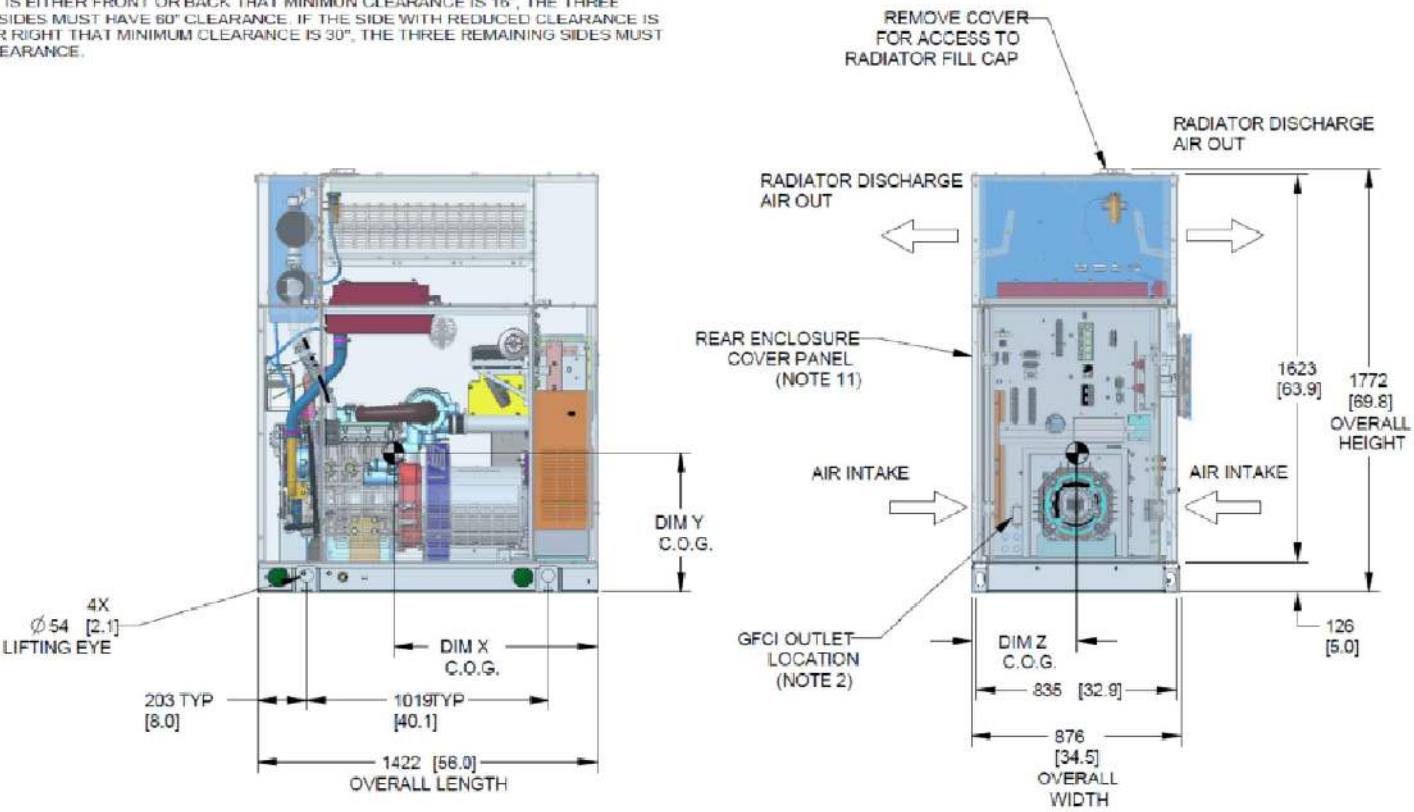 IS EITHER FRONT OR BACK THAT MINIMUN CLEARANCE IS 16", THE THREE
SIDES MUST HAVE 60" CLEARANCE. IF THE SIDE WITH REDUCED CLEARANCE IS
R RIGHT THAT MINIMUM CLEARANCE IS 30", THE THREE REMAINING SIDES MUST
EARANCE.
REMOVE COVER
FOR ACCESS TO
RADIATOR FILL CAP
RADIATOR DISCHARGE
AIR OUT
RADIATOR DISCHARGE
AIR OUT
REAR ENCLOSURE
COVER PANEL
(NOTE 11)
1623
[63.9]
1772
[69.8]
OVERALL
HEIGHT
AIR INTAKE
AIR INTAKE
DIM Y
C.O.G.
4X
Ø 54 [2.1]
LIFTING EYE
DIM X
C.O.G.
203 TYP
[8.0]
1019TYP
[40.1]
1422 [56.0]
OVERALL LENGTH
GFCI OUTLET
LOCATION
(NOTE 2)
DIM Z
C.O.G.
835 [32.9]
876
[34.5]
OVERALL
WIDTH
126
[5.0]